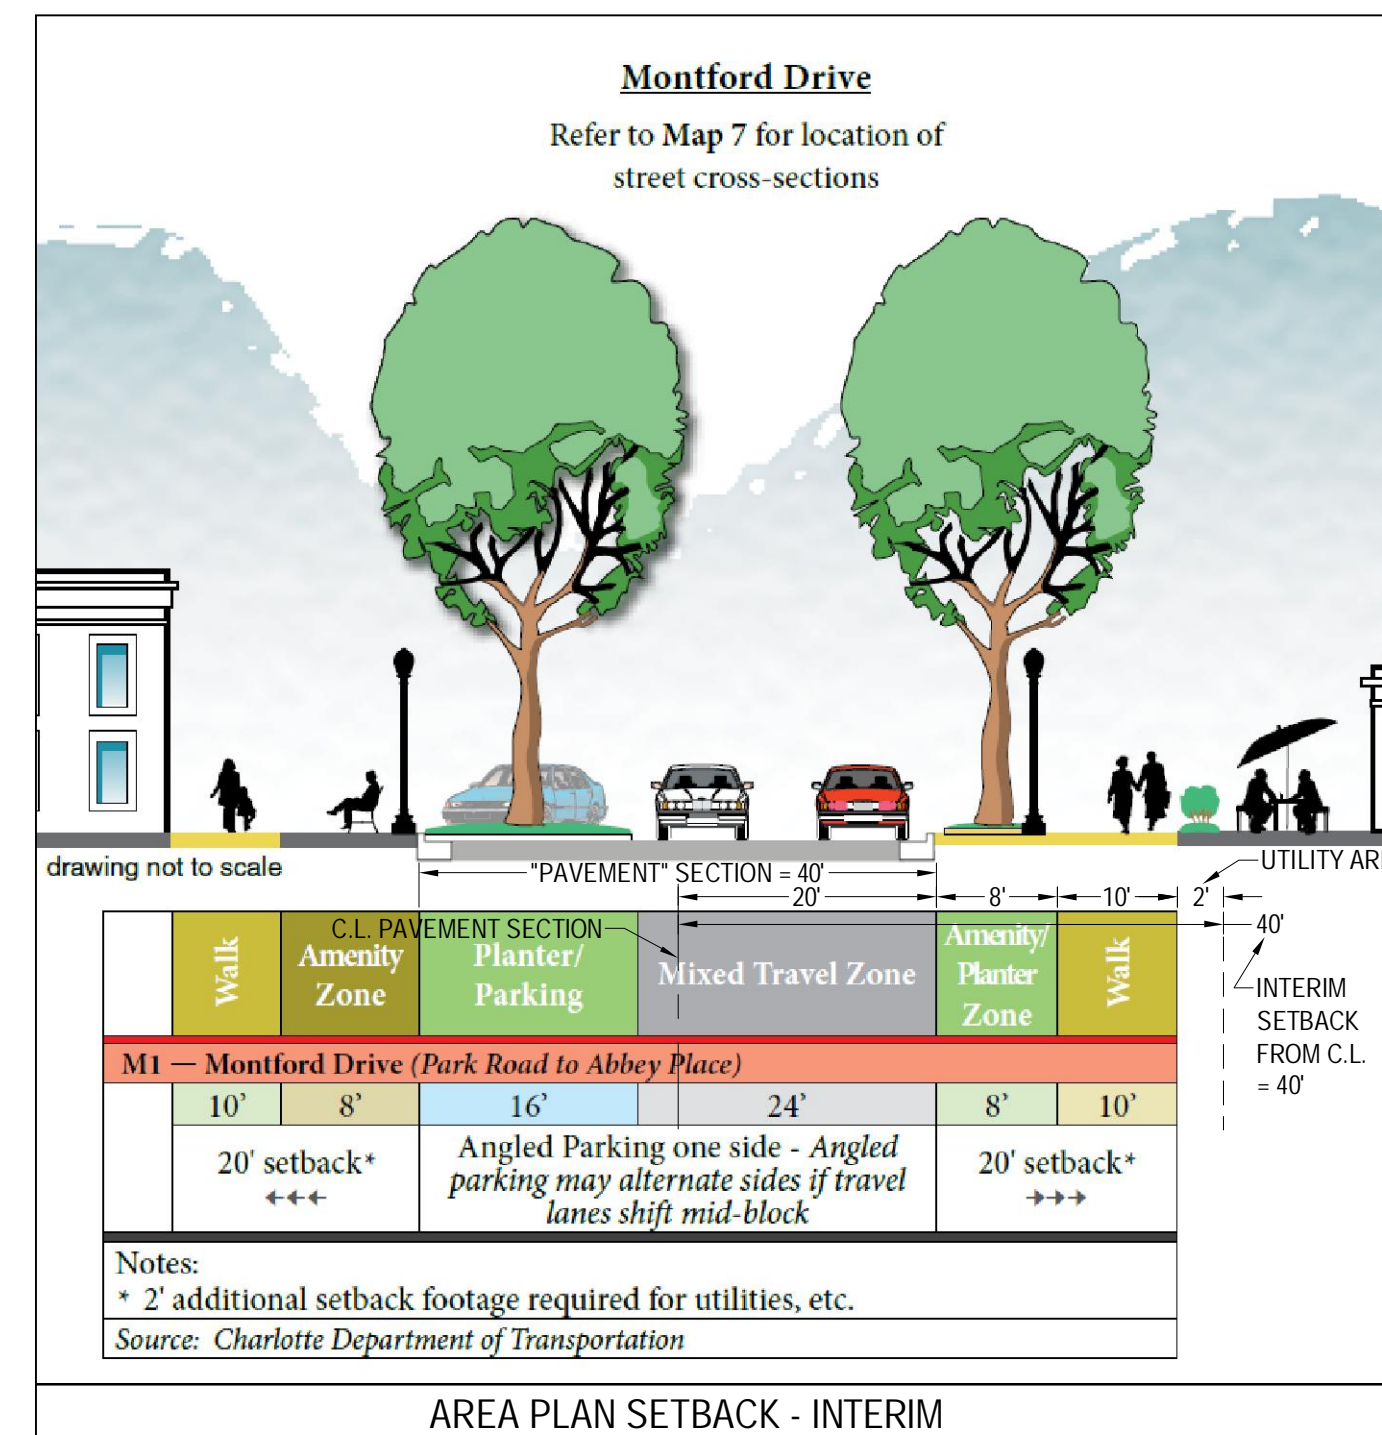 Montford Drive
Refer to Map 7 for location of
street cross-sections
drawing not to scale
"PAVEMENT" SECTION = 40'
UTILITY AR
20'
8'
10'
2'
40'
C.L. PAVEMENT SECTION
INTERIM
SETBACK
FROM C.L.
= 40'
Walk
Amenity
Zone
Planter/
Parking
Mixed Travel Zone
Amenity/
Planter
Zone
Walk
M1 — Montford Drive (Park Road to Abbey Place)
10’ 8’ 16’ 24’ 8’ 10’
20' setback*
Angled Parking one side - Angled
parking may alternate sides if travel
lanes shift mid-block
20' setback*
Notes:
* 2' additional setback footage required for utilities, etc.
Source: Charlotte Department of Transportation
AREA PLAN SETBACK - INTERIM